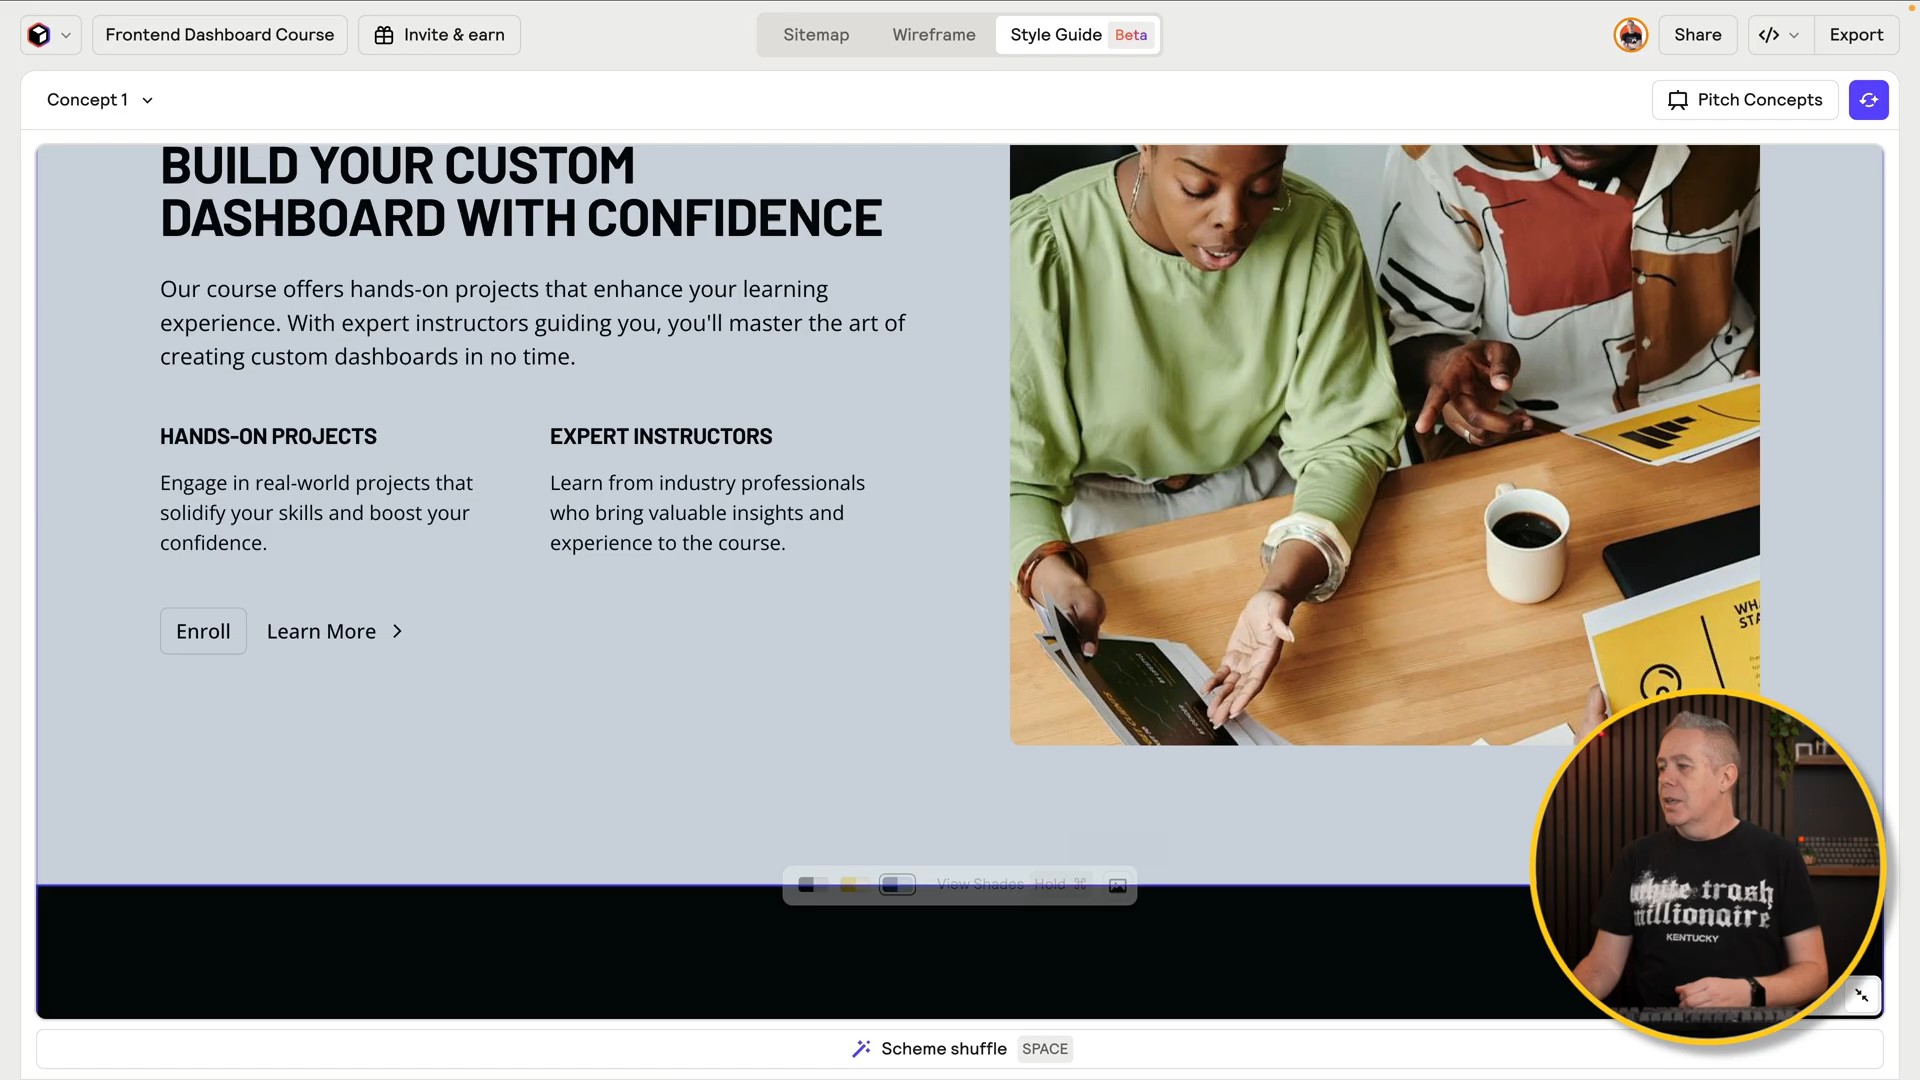 Frontend Dashboard Course
Invite & earn
Sitemap
Wireframe
Style Guide Beta
Share
Export
Concept 1
Pitch Concepts
BUILD YOUR CUSTOM
DASHBOARD WITH CONFIDENCE
Our course offers hands-on projects that enhance your learning
experience. With expert instructors guiding you, you'll master the art of
creating custom dashboards in no time.
HANDS-ON PROJECTS
Engage in real-world projects that
solidify your skills and boost your
confidence.
EXPERT INSTRUCTORS
Learn from industry professionals
who bring valuable insights and
experience to the course.
Enroll
Learn More
View Shades Hold ⌘
white trash
millionaire
KENTUCKY
Scheme shuffle SPACE